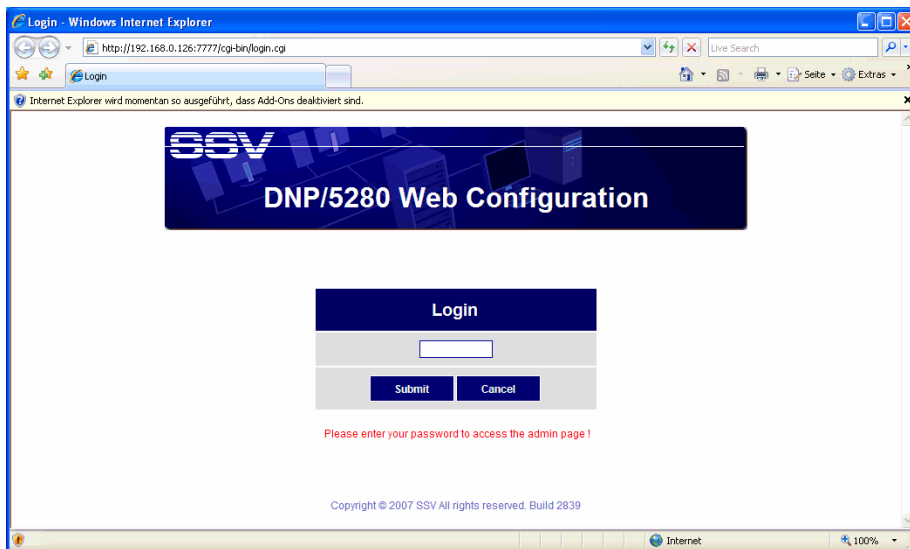 Login - Windows Internet Explorer
http://192.168.0.126:7777/cgi-bin/login.cgi
Live Search
Login
Seite
Extras
Internet Explorer wird momentan so ausgeführt, dass Add-Ons deaktiviert sind.
SSV
DNP/5280 Web Configuration
Login
Submit
Cancel
Please enter your password to access the admin page !
Copyright © 2007 SSV All rights reserved. Build 2839
Internet
100%